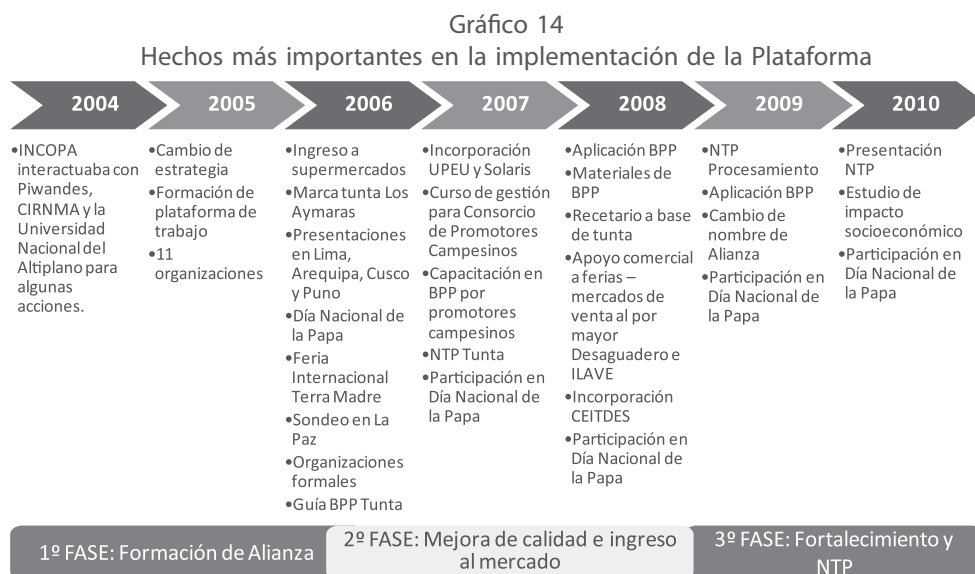 Gráfico 14
Hechos más importantes en la implementación de la Plataforma
2004
2005
2006
2007
2008
2009
2010
•INCOPA
interactuaba con
Piwandes,
CIRNMA y la
Universidad
Nacional del
Altiplano para
algunas
acciones.
•Cambio de
estrategia
•Formación de
plataforma de
trabajo
•11
organizaciones
•Ingreso a
supermercados
•Marca tunta Los
Aymaras
•Presentaciones
en Lima,
Arequipa, Cusco
y Puno
•Día Nacional de
la Papa
•Feria
Internacional
Terra Madre
•Sondeo en La
Paz
•Organizaciones
formales
•Guía BPP Tunta
•Incorporación
UPEU y Solaris
•Curso de gestión
para Consorcio
de Promotores
Campesinos
•Capacitación en
BPP por
promotores
campesinos
•NTP Tunta
•Participación en
Día Nacional de
la Papa
•Aplicación BPP
•Materiales de
BPP
•Recetario a base
de tunta
•Apoyo comercial
a ferias –
mercados de
venta al por
mayor
Desaguadero e
ILAVE
•Incorporación
CEITDES
•Participación en
Día Nacional de
la Papa
•NTP
Procesamiento
•Aplicación BPP
•Cambio de
nombre de
Alianza
•Participación en
Día Nacional de
la Papa
•Presentación
NTP
•Estudio de
impacto
socioeconómico
•Participación en
Día Nacional de
la Papa
1º FASE: Formación de Alianza
2º FASE: Mejora de calidad e ingreso
al mercado
3º FASE: Fortalecimiento y
NTP